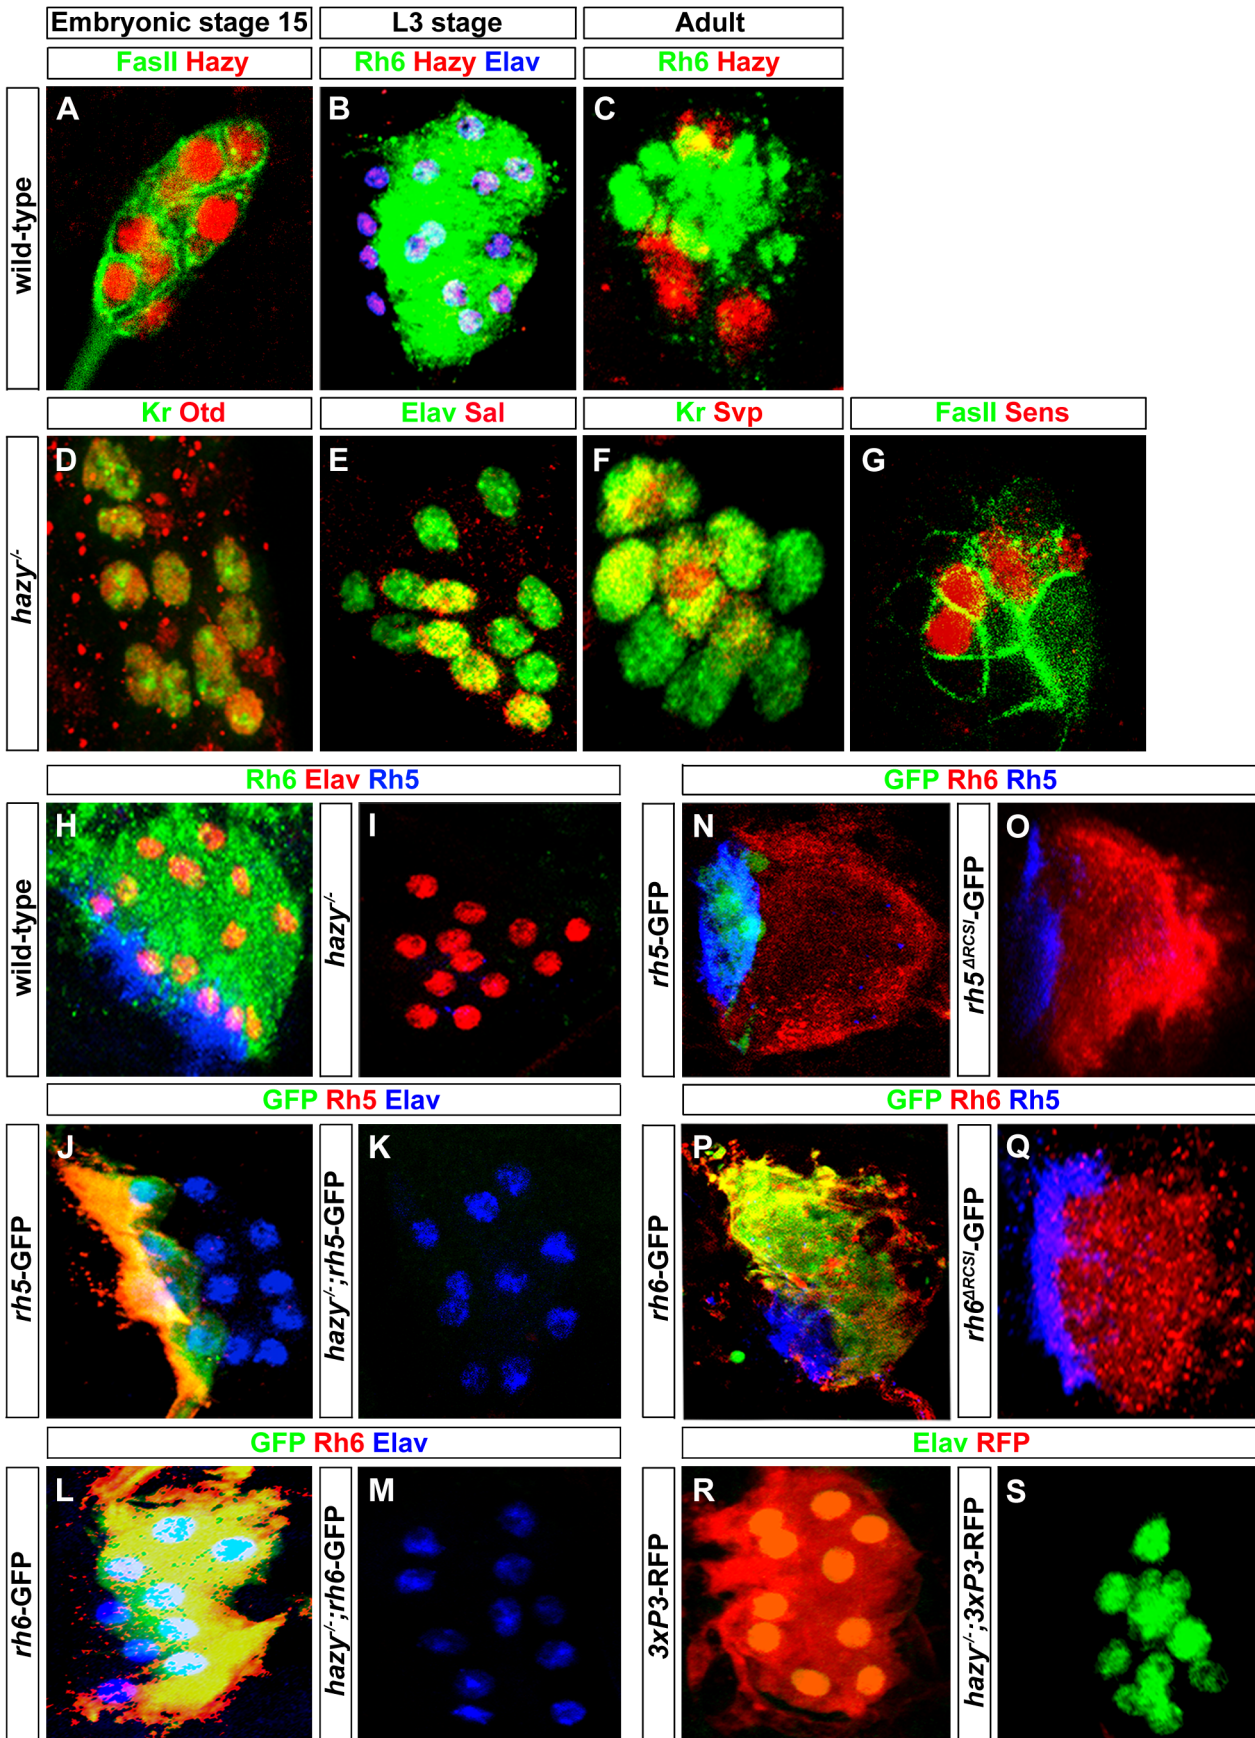 Embryonic stage 15 L3 stage Adult
FasII Hazy Rh6 Hazy Elav Rh6 Hazy
wild-type
A B C
Kr Otd Elav Sal Kr Svp FasII Sens
hazy-/-
D E F G
Rh6 Elav Rh5 GFP Rh6 Rh5
wild-type
H
hazy-/-
I
rh5-GFP
N
rh5ΔRCSI-GFP
O
GFP Rh5 Elav GFP Rh6 Rh5
rh5-GFP
J
hazy-/-;rh5-GFP
K
rh6-GFP
P
rh6ΔRCSI-GFP
Q
GFP Rh6 Elav Elav RFP
rh6-GFP
L
hazy-/-;rh6-GFP
M
3xP3-RFP
R
hazy-/-;3xP3-RFP
S